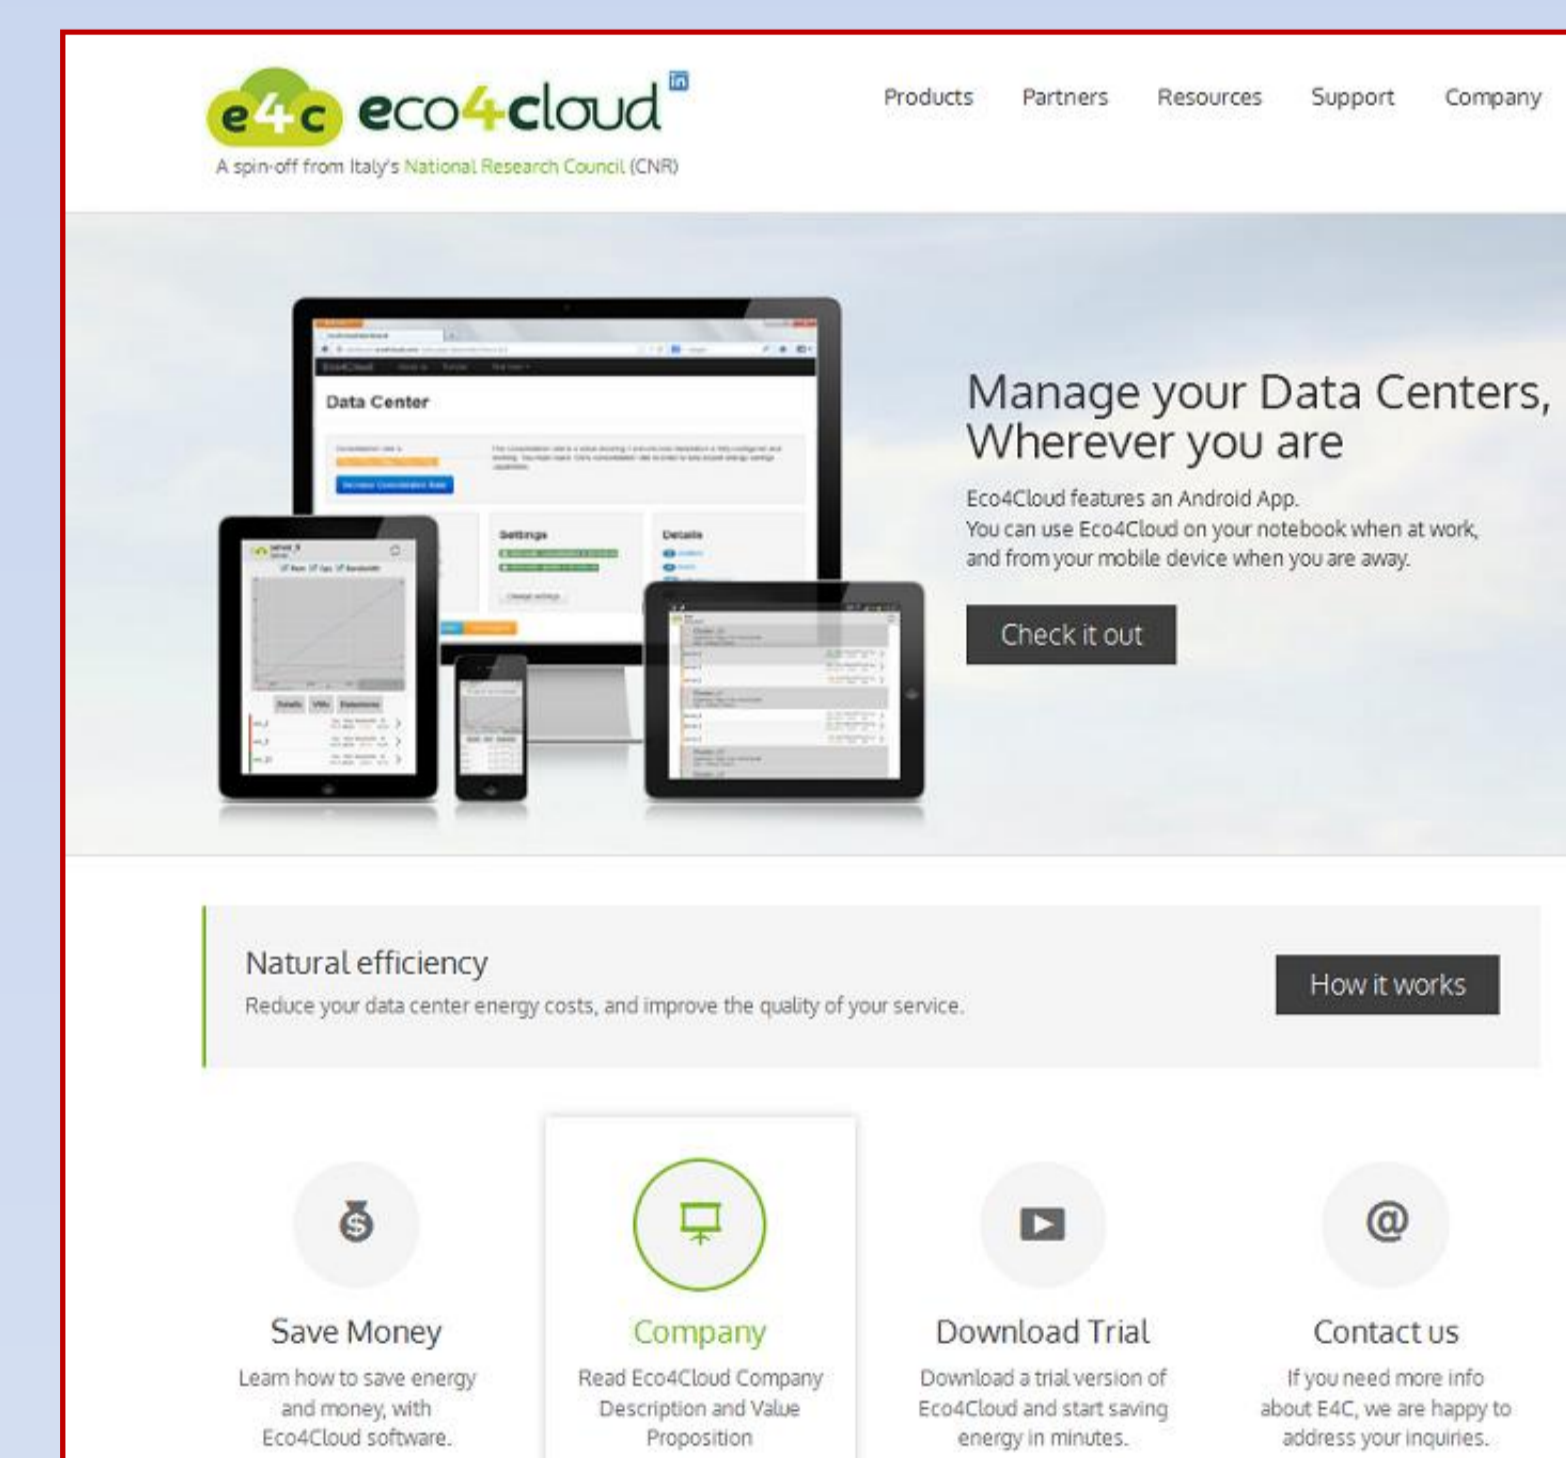 e4c eco4cloud in
A spin-off from Italy's National Research Council (CNR)
Products Partners Resources Support Company
Data Center
Settings
Details
Manage your Data Centers,
Wherever you are
Eco4Cloud features an Android App.
You can use Eco4Cloud on your notebook when at work,
and from your mobile device when you are away.
Check it out
Natural efficiency
Reduce your data center energy costs, and improve the quality of your service.
How it works
Save Money
Learn how to save energy
and money, with
Eco4Cloud software.
Company
Read Eco4Cloud Company
Description and Value
Proposition
Download Trial
Download a trial version of
Eco4Cloud and start saving
energy in minutes.
@
Contact us
If you need more info
about E4C, we are happy to
address your inquiries.